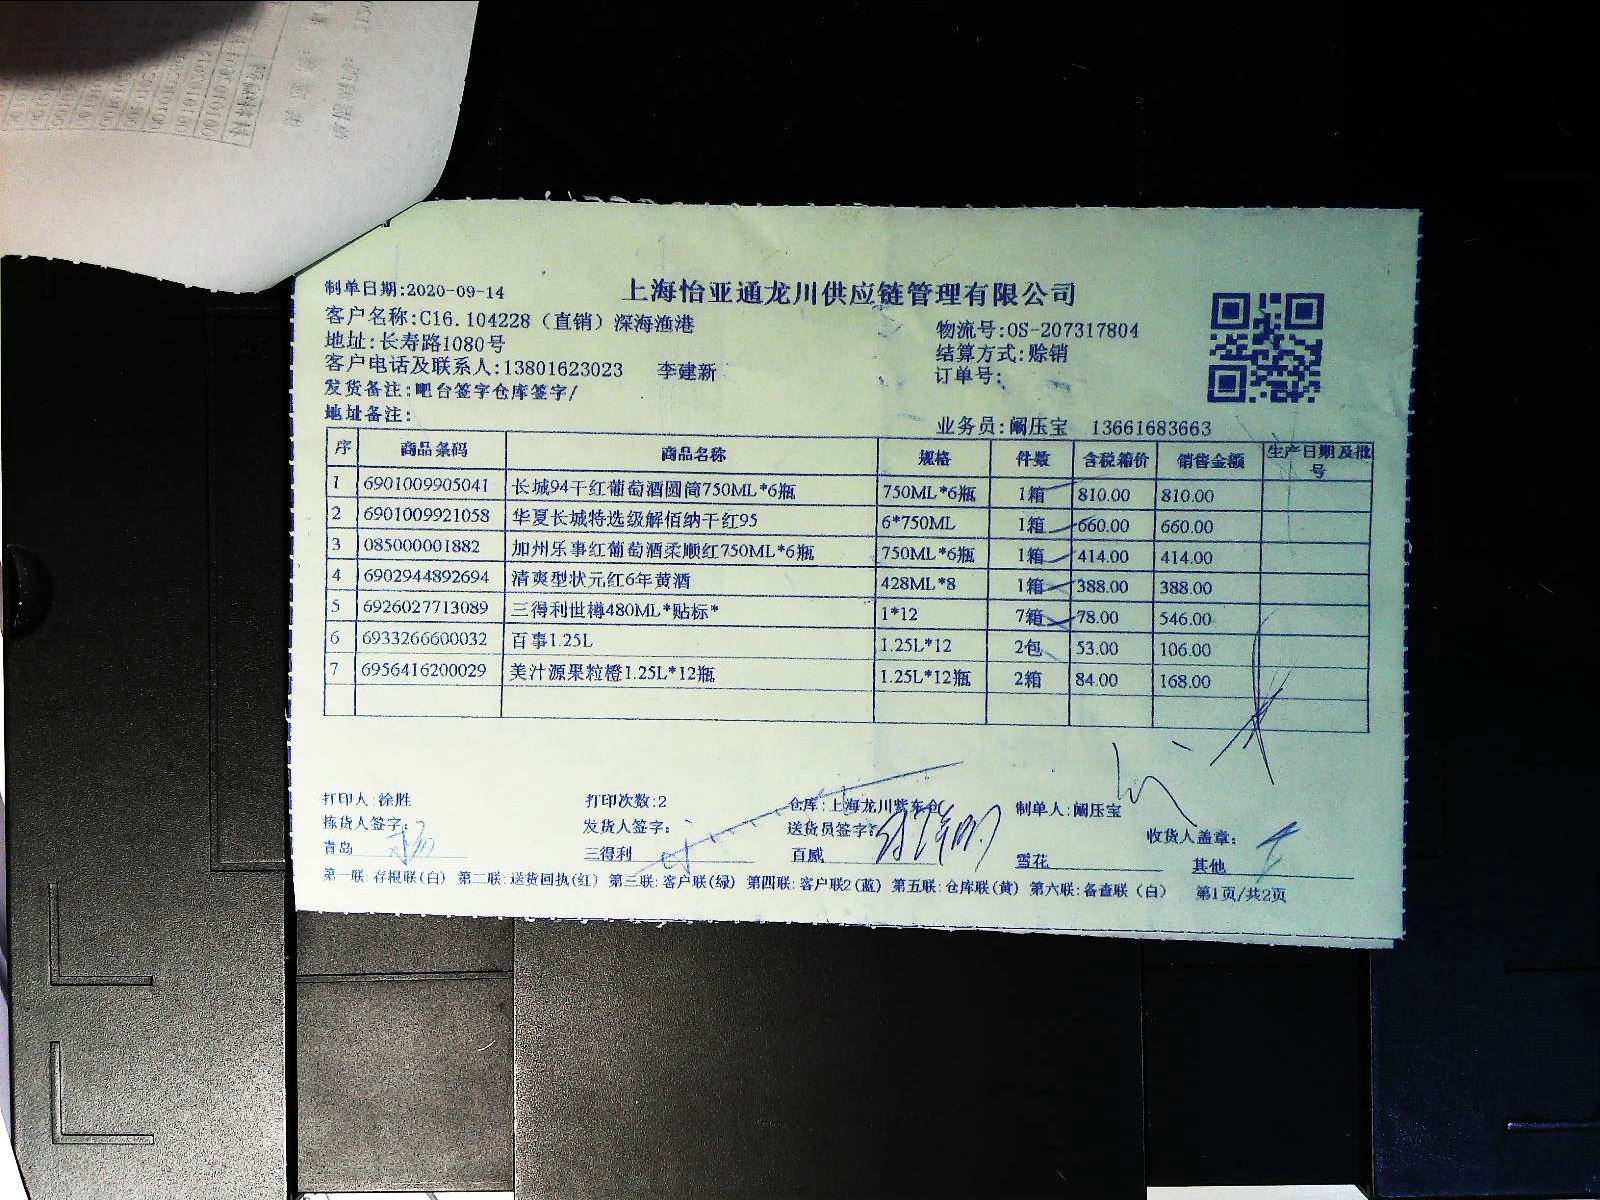 制单日期:2020-09-14
上海怡亚通龙川供应链管理有限公司
客户名称:C16.104228（直销）深海渔港
物流号:OS-207317804
地址:长寿路1080号
结算方式:赊销
客户电话及联系人:13801623023 李建新
订单号:
发货备注:吧台签字仓库签字/
地址备注:
业务员:阚压宝 13661683663
序 商品条码 商品名称 规格 件数 含税箱价 销售金额 生产日期及批号
1 6901009905041 长城94干红葡萄酒圆筒750ML*6瓶 750ML*6瓶 1箱 810.00 810.00
2 6901009921058 华夏长城特选级解佰纳干红95 6*750ML 1箱 660.00 660.00
3 085000001882 加州乐事红葡萄酒柔顺红750ML*6瓶 750ML*6瓶 1箱 414.00 414.00
4 6902944892694 清爽型状元红6年黄酒 428ML*8 1箱 388.00 388.00
5 6926027713089 三得利世樽480ML*贴标* 1*12 7箱 78.00 546.00
6 6933266600032 百事1.25L 1.25L*12 2包 53.00 106.00
7 6956416200029 美汁源果粒橙1.25L*12瓶 1.25L*12瓶 2箱 84.00 168.00
打印人:徐胜 打印次数:2 仓库:上海龙川紫东仓 制单人:阚压宝
拣货人签字: 发货人签字: 送货员签字: 收货人盖章:
青岛 三得利 百威 雪花 其他
第一联:存根联(白) 第二联:送货回执(红) 第三联:客户联(绿) 第四联:客户联2(蓝) 第五联:仓库联(黄) 第六联:备查联（白） 第1页/共2页